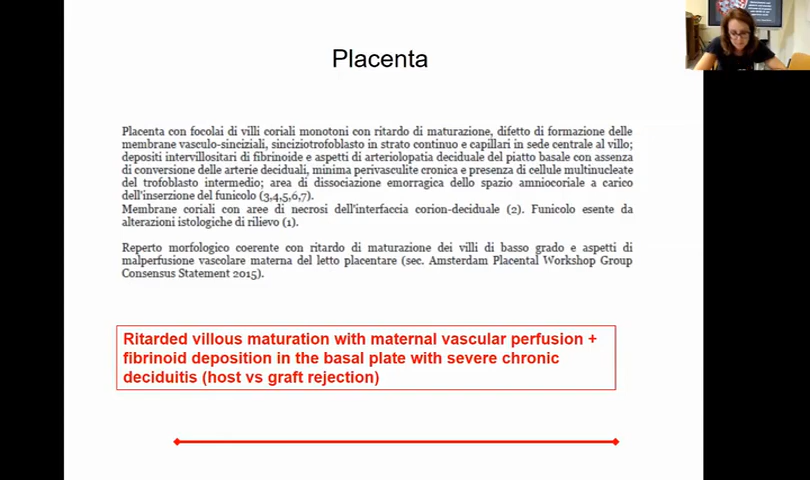 Placenta
Placenta con focolai di villi coriali monotoni con ritardo di maturazione, difetto di formazione delle
membrane vasculo-sinciziali, sinciziotrofoblasto in strato continuo e capillari in sede centrale al villo;
depositi intervillositari di fibrinoide e aspetti di arteriolopatia deciduale del piatto basale con assenza
di conversione delle arterie deciduali, minima perivasculite cronica e presenza di cellule multinucleate
del trofoblasto intermedio; area di dissociazione emorragica dello spazio amniocoriale a carico
dell'inserzione del funicolo (3,4,5,6,7).
Membrane coriali con aree di necrosi dell'interfaccia corion-deciduale (2). Funicolo esente da
alterazioni istologiche di rilievo (1).
Reperto morfologico coerente con ritardo di maturazione dei villi di basso grado e aspetti di
malperfusione vascolare materna del letto placentare (sec. Amsterdam Placental Workshop Group
Consensus Statement 2015).
Ritarded villous maturation with maternal vascular perfusion +
fibrinoid deposition in the basal plate with severe chronic
deciduitis (host vs graft rejection)